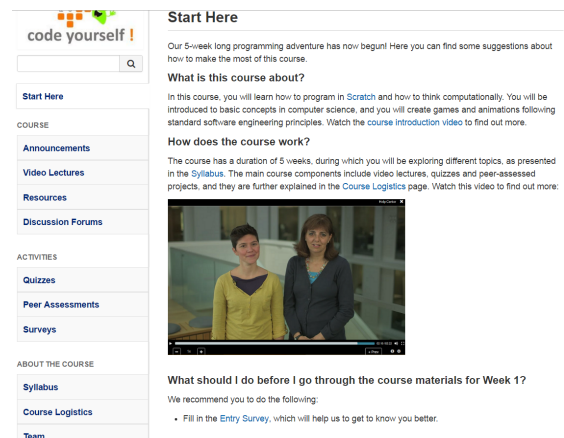 code yourself !
Start Here
COURSE
Announcements
Video Lectures
Resources
Discussion Forums
ACTIVITIES
Quizzes
Peer Assessments
Surveys
ABOUT THE COURSE
Syllabus
Course Logistics
Team
Start Here
Our 5-week long programming adventure has now begun! Here you can find some suggestions about
how to make the most of this course.
What is this course about?
In this course, you will learn how to program in Scratch and how to think computationally. You will be
introduced to basic concepts in computer science, and you will create games and animations following
standard software engineering principles. Watch the course introduction video to find out more.
How does the course work?
The course has a duration of 5 weeks, during which you will be exploring different topics, as presented
in the Syllabus. The main course components include video lectures, quizzes and peer-assessed
projects, and they are further explained in the Course Logistics page. Watch this video to find out more:
Help Center
What should I do before I go through the course materials for Week 1?
We recommend you to do the following:
• Fill in the Entry Survey, which will help us to get to know you better.